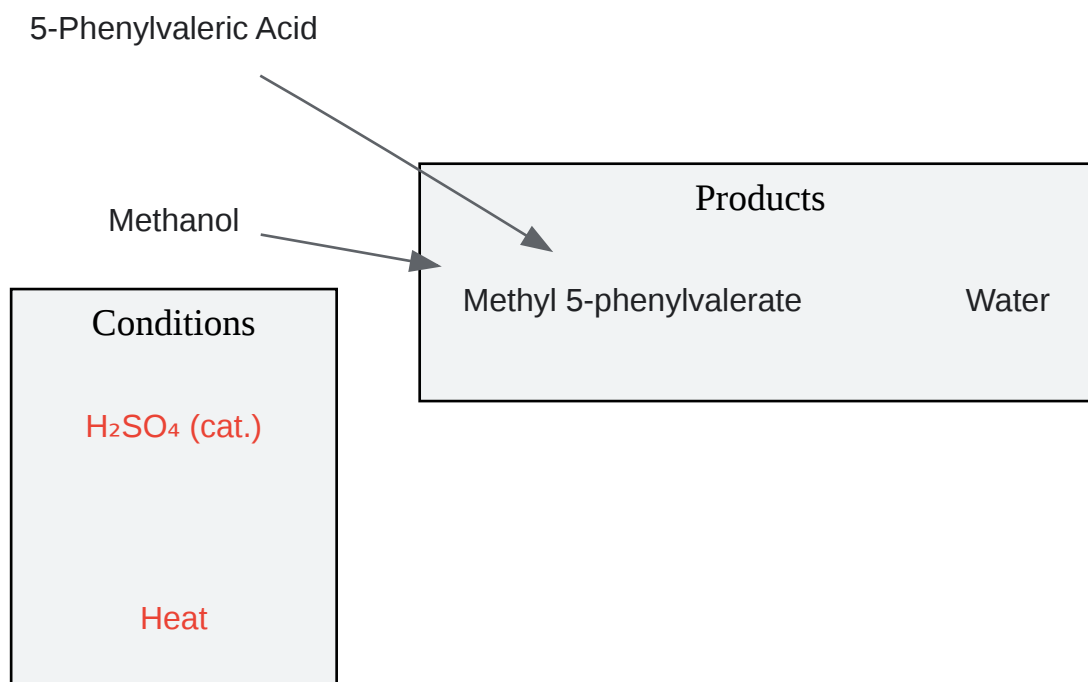 5-Phenylvaleric Acid
Products
Methanol
Methyl 5-phenylvalerate
Water
Conditions
H₂SO₄ (cat.)
Heat